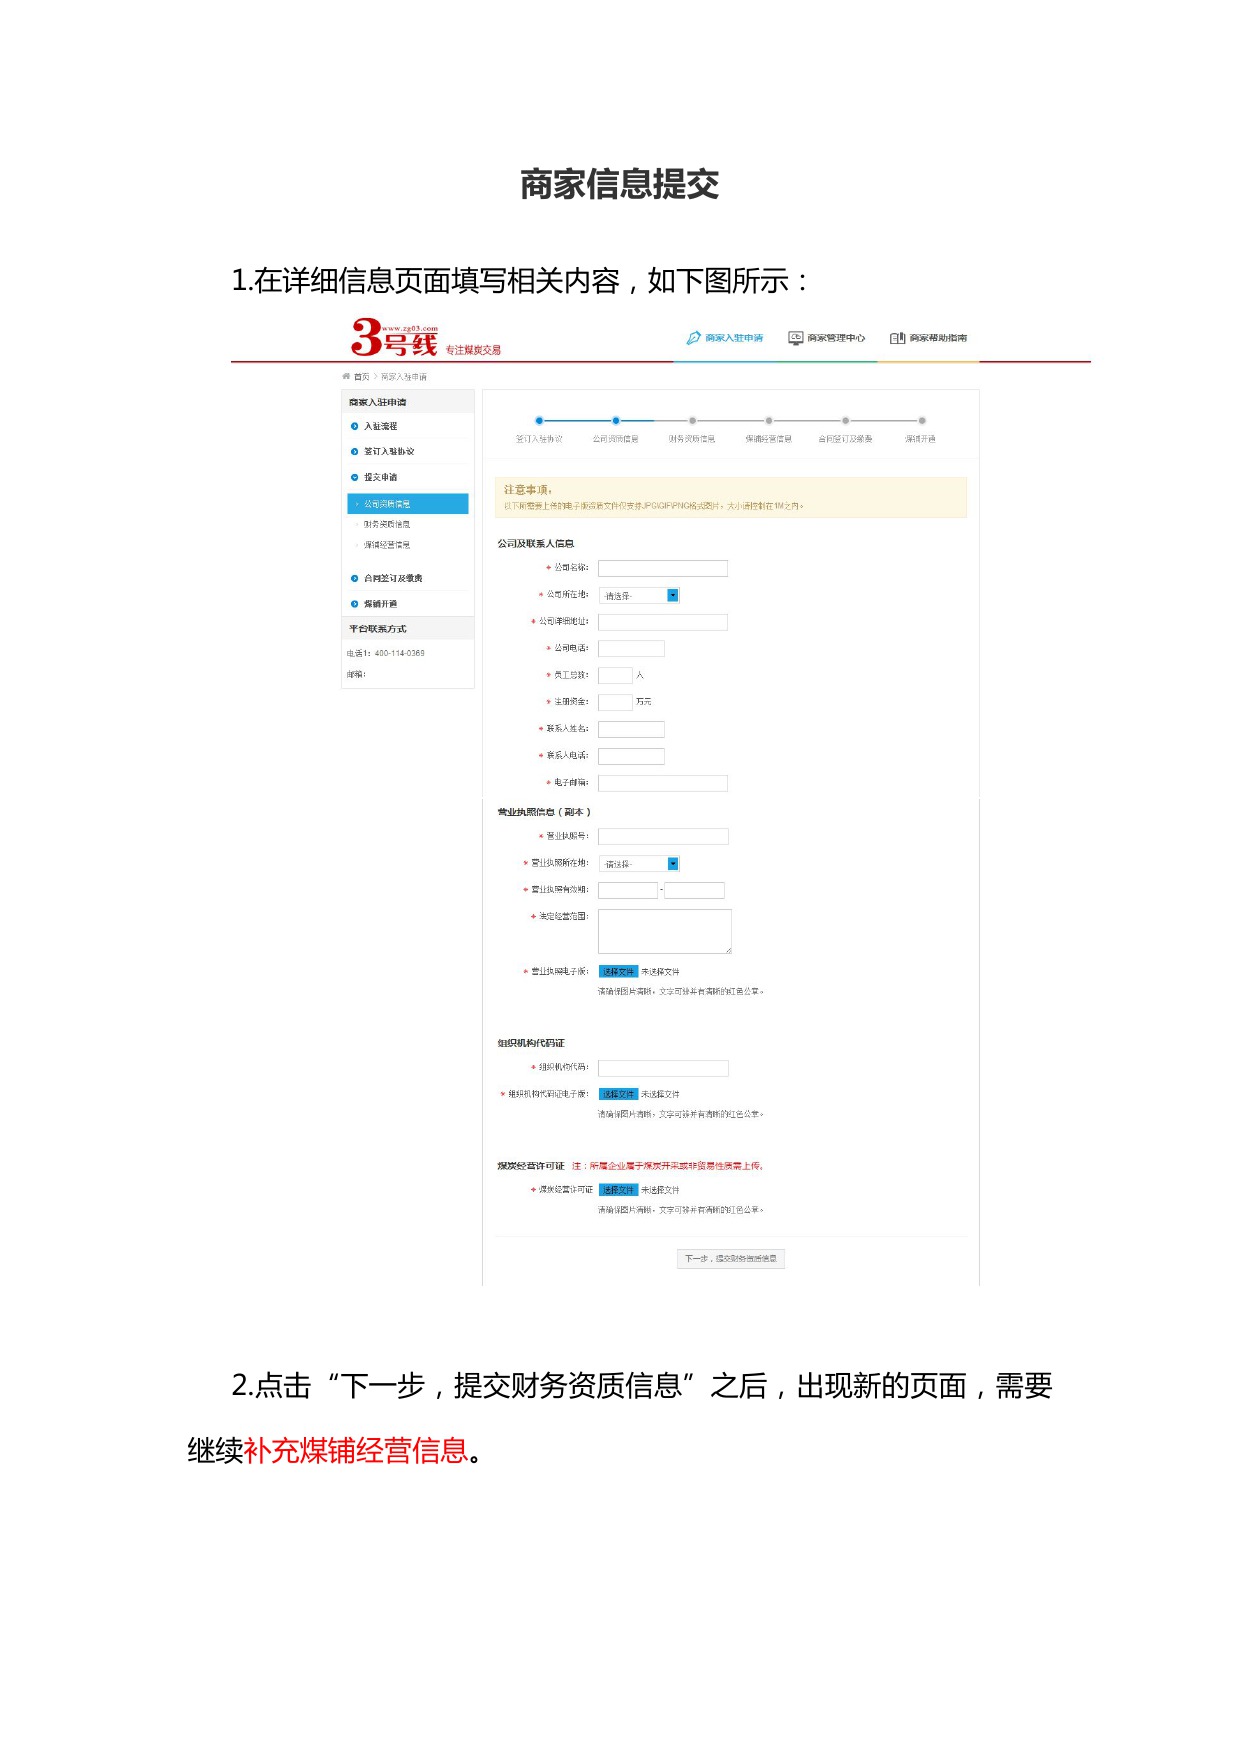 商家信息提交
1.在详细信息页面填写相关内容，如下图所示：
3号线 www.zg03.com 专注煤炭交易
商家入驻申请 商家管理中心 商家帮助指南
首页 > 商家入驻申请
商家入驻申请
入驻流程
签订入驻协议
提交申请
公司资质信息
财务资质信息
煤铺经营信息
合同签订及缴费
煤铺开通
平台联系方式
电话1：400-114-0369
邮箱：
签订入驻协议 公司资质信息 财务资质信息 煤铺经营信息 合同签订及缴费 煤铺开通
注意事项：
以下所需要上传的电子版资质文件仅支持JPG\GIF\PNG格式图片，大小请控制在1M之内。
公司及联系人信息
* 公司名称：
* 公司所在地： -请选择-
* 公司详细地址：
* 公司电话：
* 员工总数： 人
* 注册资金： 万元
* 联系人姓名：
* 联系人电话：
* 电子邮箱：
营业执照信息（副本）
* 营业执照号：
* 营业执照所在地： -请选择-
* 营业执照有效期： -
* 法定经营范围：
* 营业执照电子版： 选择文件 未选择文件
请确保图片清晰，文字可辨并有清晰的红色公章。
组织机构代码证
* 组织机构代码：
* 组织机构代码证电子版： 选择文件 未选择文件
请确保图片清晰，文字可辨并有清晰的红色公章。
煤炭经营许可证 注：所属企业属于煤炭开采或非贸易性质需上传。
* 煤炭经营许可证 选择文件 未选择文件
请确保图片清晰，文字可辨并有清晰的红色公章。
下一步，提交财务资质信息
2.点击“下一步，提交财务资质信息”之后，出现新的页面，需要
继续补充煤铺经营信息。